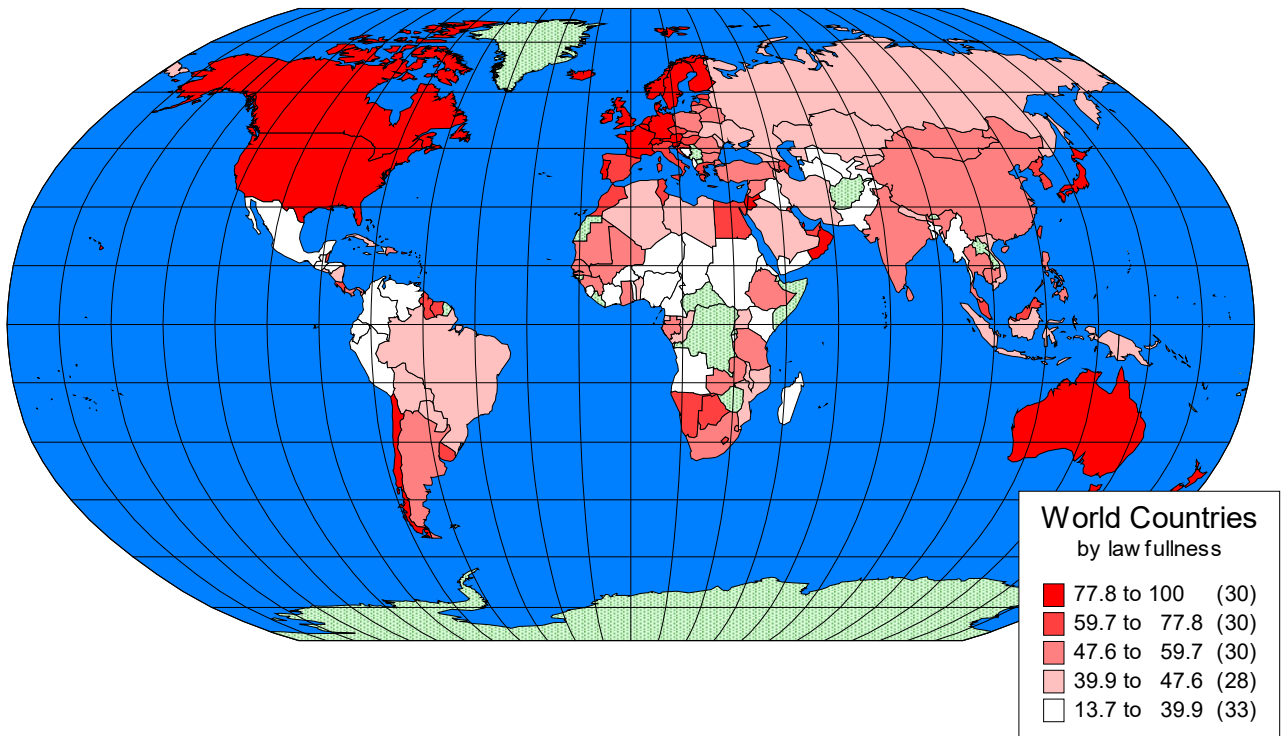 World Countries
by law fullness
77.8 to 100 (30)
59.7 to 77.8 (30)
47.6 to 59.7 (30)
39.9 to 47.6 (28)
13.7 to 39.9 (33)